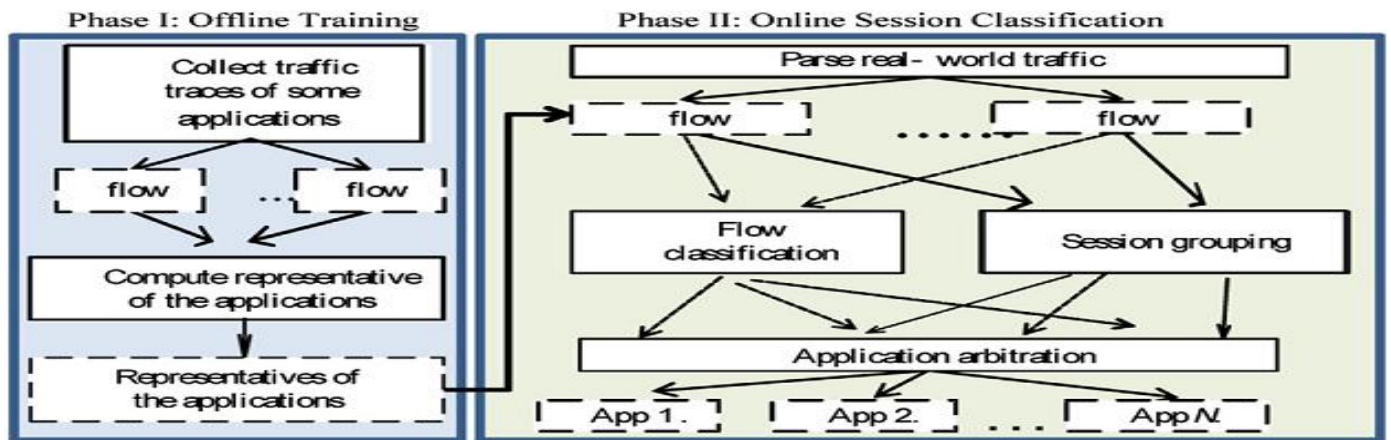 Phase I: Offline Training
Collect traffic
traces of some
applications
flow
...
flow
Compute representative
of the applications
Representatives of
the applications
Phase II: Online Session Classification
Parse real- world traffic
flow
......
flow
Flow
classification
Session grouping
Application arbitration
App 1.
App 2.
...
App N.